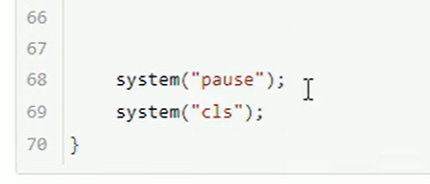 66
67
68 system("pause");
69 system("cls");
70 }